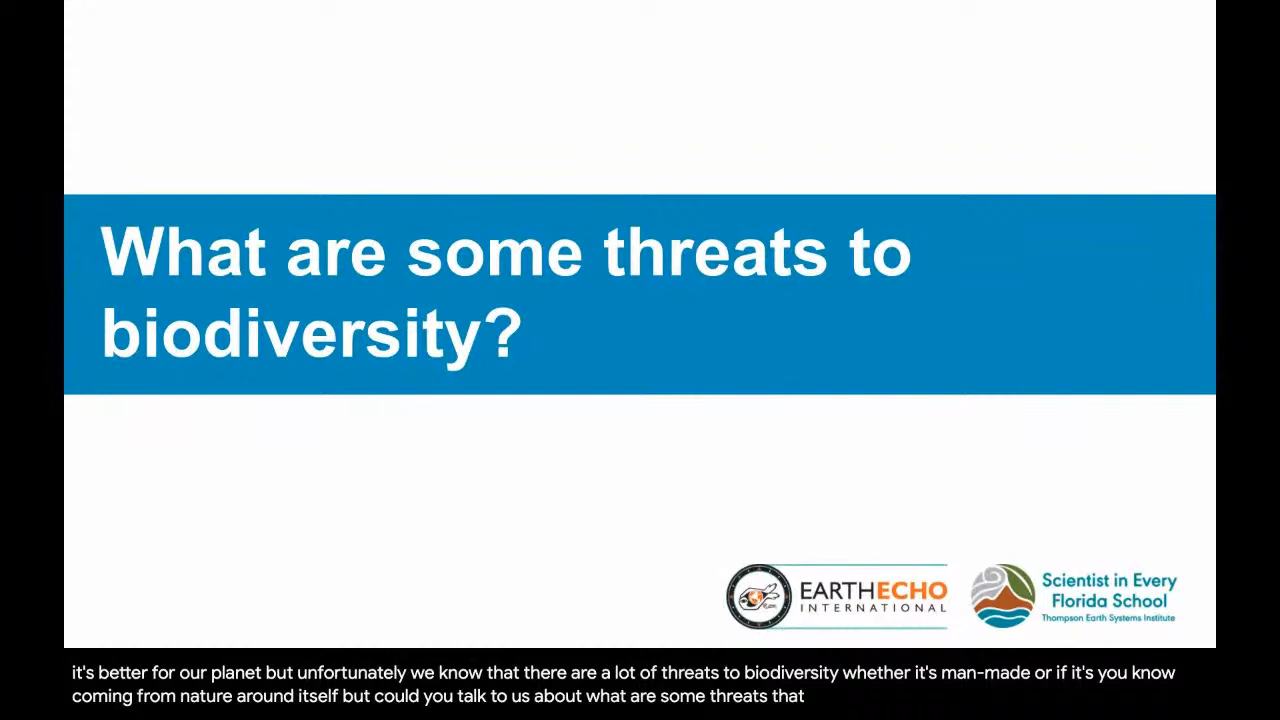 What are some threats to
biodiversity?
EARTHECHO
INTERNATIONAL
Scientist in Every
Florida School
Thompson Earth Systems Institute
it's better for our planet but unfortunately we know that there are a lot of threats to biodiversity whether it's man-made or if it's you know
coming from nature around itself but could you talk to us about what are some threats that